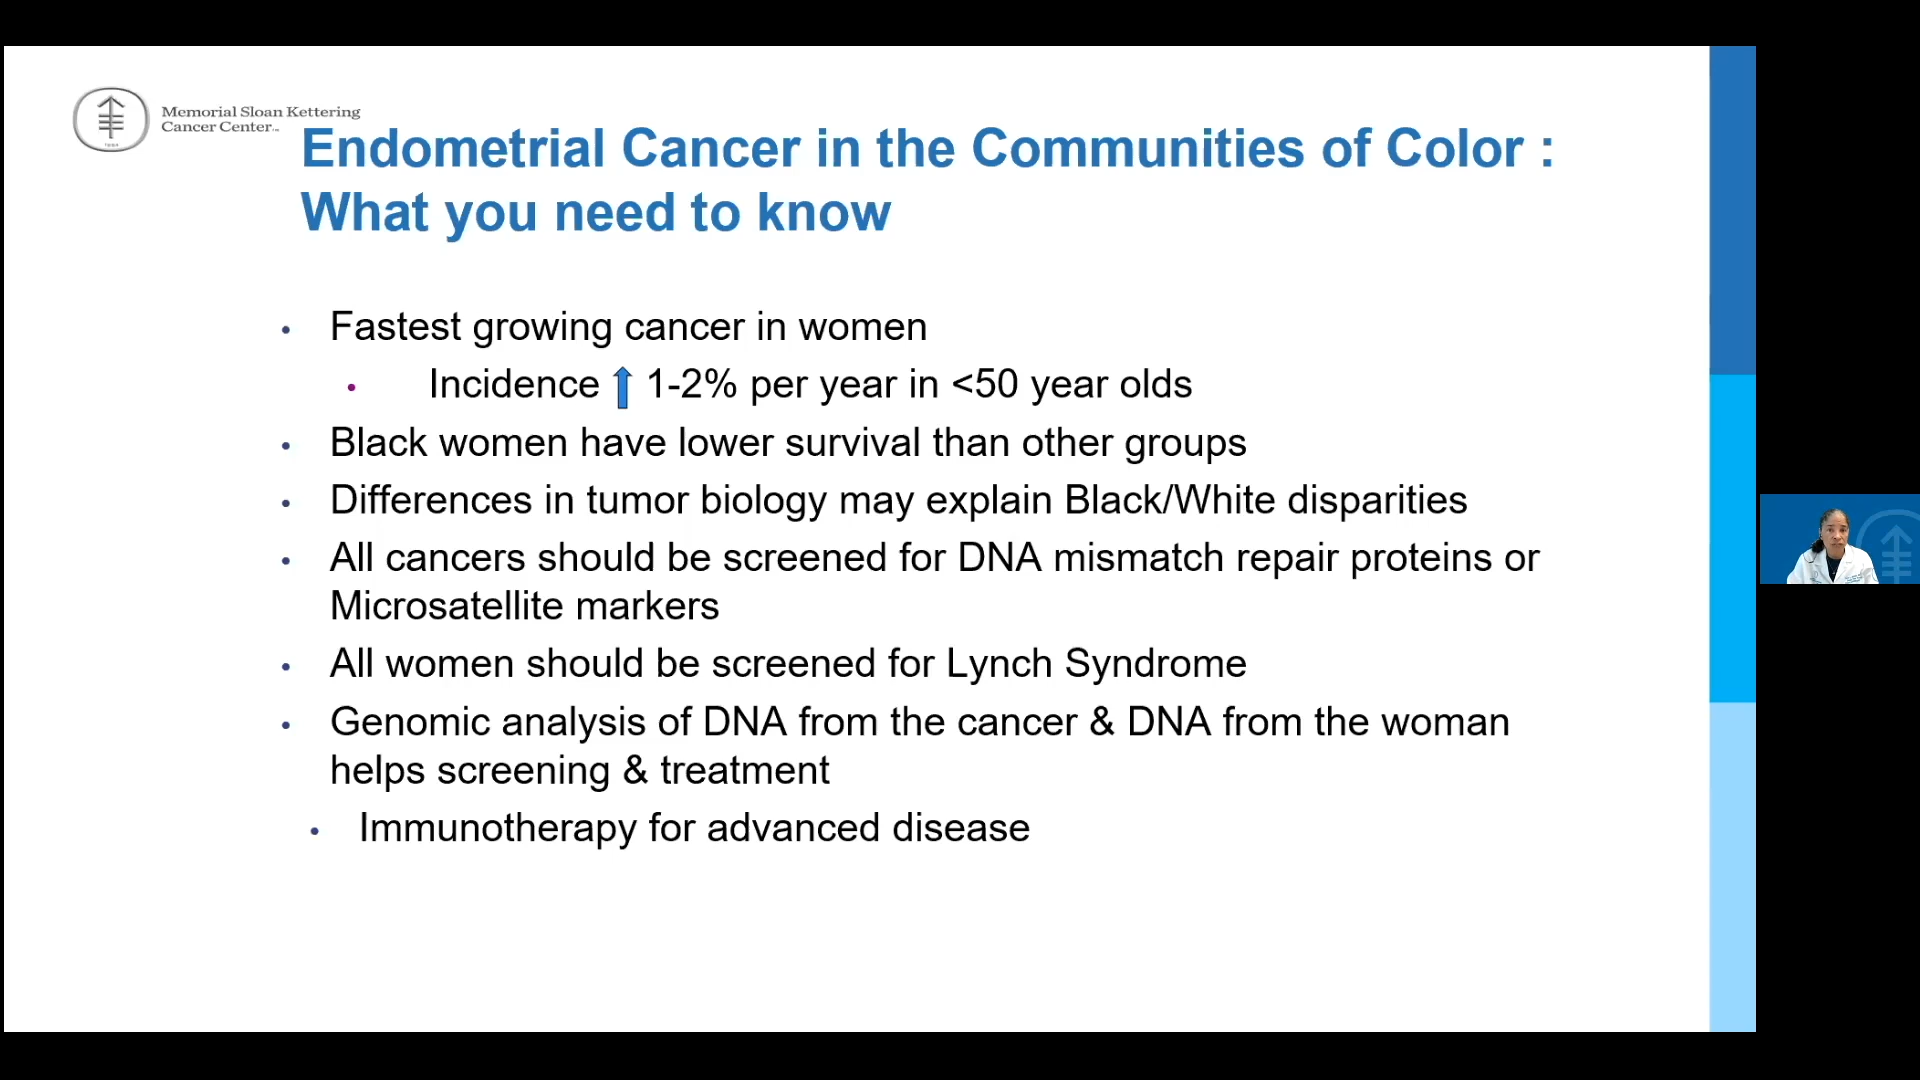 Memorial Sloan Kettering
Cancer Center
Endometrial Cancer in the Communities of Color :
What you need to know
• Fastest growing cancer in women
• Incidence ⬆ 1-2% per year in <50 year olds
• Black women have lower survival than other groups
• Differences in tumor biology may explain Black/White disparities
• All cancers should be screened for DNA mismatch repair proteins or
Microsatellite markers
• All women should be screened for Lynch Syndrome
• Genomic analysis of DNA from the cancer & DNA from the woman
helps screening & treatment
• Immunotherapy for advanced disease